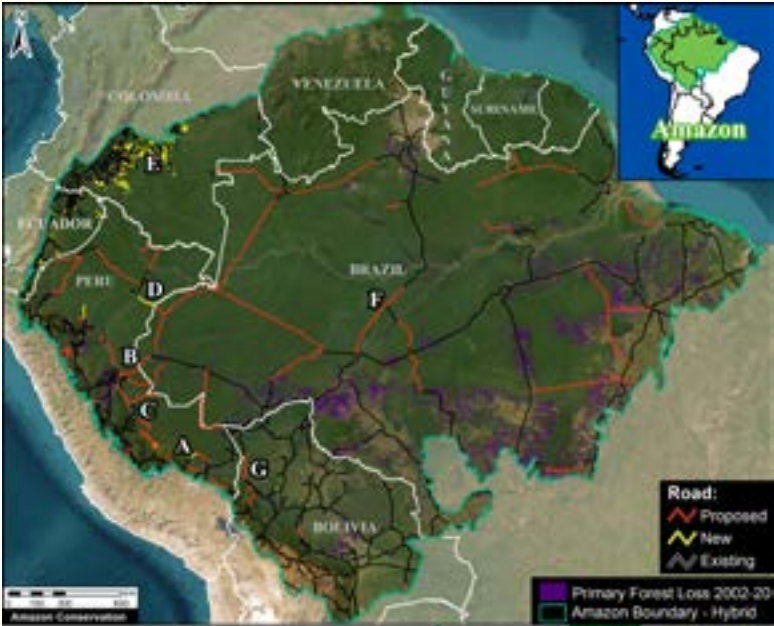 N
COLOMBIA
VENEZUELA
GUYANA
SURINAME
Amazon
E
ECUADOR
PERU
D
BRAZIL
F
B
C
A
G
BOLIVIA
Road:
Proposed
New
Existing
Primary Forest Loss 2002-20
Amazon Boundary - Hybrid
0
Amazon Conservation